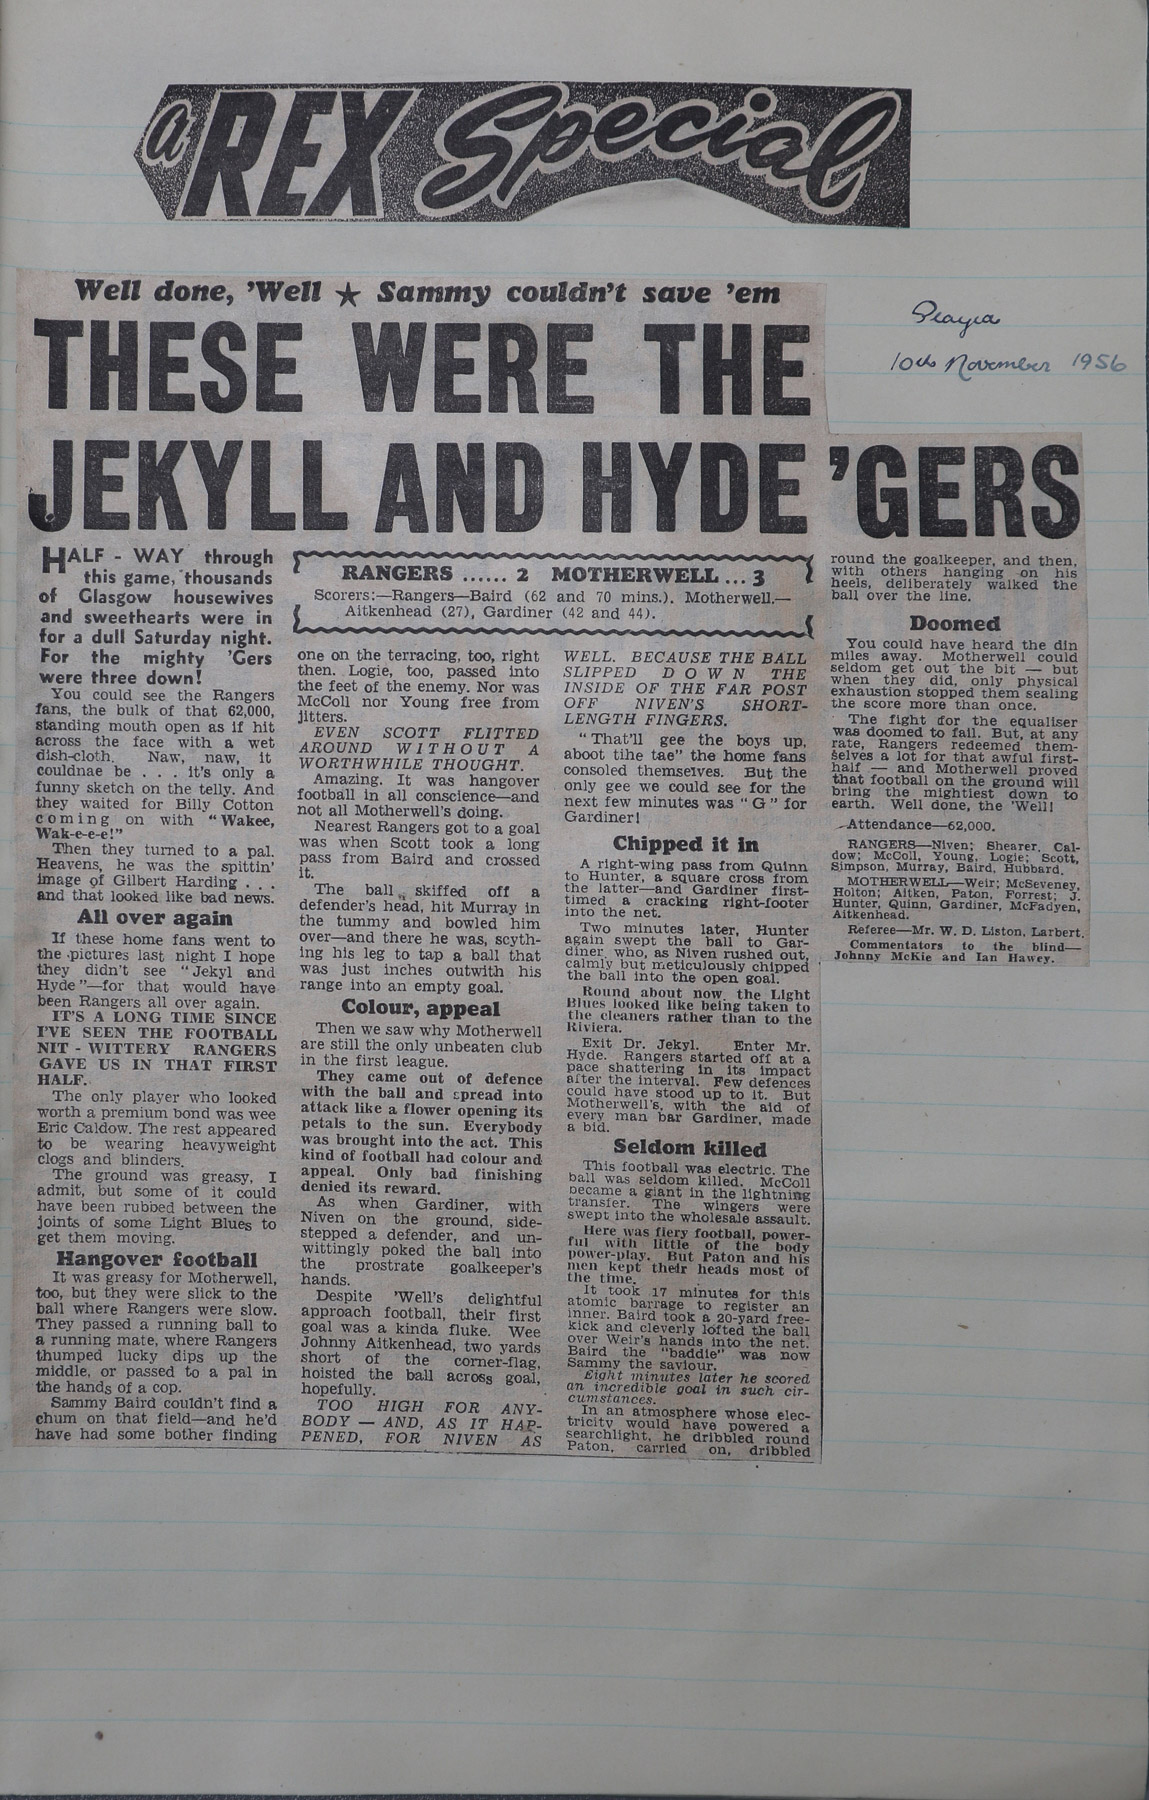 a REX Special
Well done, 'Well ★ Sammy couldn't save 'em
THESE WERE THE
JEKYLL AND HYDE 'GERS
Played
10th November 1956
HALF - WAY through
this game, thousands
of Glasgow housewives
and sweethearts were in
for a dull Saturday night.
For the mighty 'Gers
were three down!
You could see the Rangers
fans, the bulk of that 62,000,
standing mouth open as if hit
across the face with a wet
dish-cloth. Naw, naw, it
couldnae be . . . it's only a
funny sketch on the telly. And
they waited for Billy Cotton
coming on with "Wakee,
Wak-e-e-e!"
Then they turned to a pal.
Heavens, he was the spittin'
image of Gilbert Harding . . .
and that looked like bad news.
All over again
If these home fans went to
the pictures last night I hope
they didn't see "Jekyl and
Hyde"—for that would have
been Rangers all over again.
IT'S A LONG TIME SINCE
I'VE SEEN THE FOOTBALL
NIT - WITTERY RANGERS
GAVE US IN THAT FIRST
HALF.
The only player who looked
worth a premium bond was wee
Eric Caldow. The rest appeared
to be wearing heavyweight
clogs and blinders.
The ground was greasy, I
admit, but some of it could
have been rubbed between the
joints of some Light Blues to
get them moving.
Hangover football
It was greasy for Motherwell,
too, but they were slick to the
ball where Rangers were slow.
They passed a running ball to
a running mate, where Rangers
thumped lucky dips up the
middle, or passed to a pal in
the hands of a cop.
Sammy Baird couldn't find a
chum on that field—and he'd
have had some bother finding
RANGERS ...... 2 MOTHERWELL ... 3
Scorers:—Rangers—Baird (62 and 70 mins.). Motherwell.—
Aitkenhead (27), Gardiner (42 and 44).
one on the terracing, too, right
then. Logie, too, passed into
the feet of the enemy. Nor was
McColl nor Young free from
jitters.
EVEN SCOTT FLITTED
AROUND WITHOUT A
WORTHWHILE THOUGHT.
Amazing. It was hangover
football in all conscience—and
not all Motherwell's doing.
Nearest Rangers got to a goal
was when Scott took a long
pass from Baird and crossed
it.
The ball skiffed off a
defender's head, hit Murray in
the tummy and bowled him
over—and there he was, scyth-
ing his leg to tap a ball that
was just inches outwith his
range into an empty goal.
Colour, appeal
Then we saw why Motherwell
are still the only unbeaten club
in the first league.
They came out of defence
with the ball and spread into
attack like a flower opening its
petals to the sun. Everybody
was brought into the act. This
kind of football had colour and
appeal. Only bad finishing
denied its reward.
As when Gardiner, with
Niven on the ground, side-
stepped a defender, and un-
wittingly poked the ball into
the prostrate goalkeeper's
hands.
Despite 'Well's delightful
approach football, their first
goal was a kinda fluke. Wee
Johnny Aitkenhead, two yards
short of the corner-flag,
hoisted the ball across goal,
hopefully.
TOO HIGH FOR ANY-
BODY — AND, AS IT HAP-
PENED, FOR NIVEN AS
WELL. BECAUSE THE BALL
SLIPPED DOWN THE
INSIDE OF THE FAR POST
OFF NIVEN'S SHORT-
LENGTH FINGERS.
"That'll gee the boys up,
aboot tihe tae" the home fans
consoled themselves. But the
only gee we could see for the
next few minutes was "G" for
Gardiner!
Chipped it in
A right-wing pass from Quinn
to Hunter, a square cross from
the latter—and Gardiner first-
timed a cracking right-footer
into the net.
Two minutes later, Hunter
again swept the ball to Gar-
diner who, as Niven rushed out,
calmly but meticulously chipped
the ball into the open goal.
Round about now the Light
Blues looked like being taken to
the cleaners rather than to the
Riviera.
Exit Dr. Jekyl. Enter Mr.
Hyde. Rangers started off at a
pace shattering in its impact
after the interval. Few defences
could have stood up to it. But
Motherwell's, with the aid of
every man bar Gardiner, made
a bid.
Seldom killed
This football was electric. The
ball was seldom killed. McColl
became a giant in the lightning
transfer. The wingers were
swept into the wholesale assault.
Here was fiery football, power-
ful with little of the body
power-play. But Paton and his
men kept their heads most of
the time.
It took 17 minutes for this
atomic barrage to register an
inner. Baird took a 20-yard free-
kick and cleverly lofted the ball
over Weir's hands into the net.
Baird the "baddie" was now
Sammy the saviour.
Eight minutes later he scored
an incredible goal in such cir-
cumstances.
In an atmosphere whose elec-
tricity would have powered a
searchlight, he dribbled round
Paton, carried on, dribbled
round the goalkeeper, and then,
with others hanging on his
heels, deliberately walked the
ball over the line.
Doomed
You could have heard the din
miles away. Motherwell could
seldom get out the bit — but
when they did, only physical
exhaustion stopped them sealing
the score more than once.
The fight for the equaliser
was doomed to fail. But, at any
rate, Rangers redeemed them-
selves a lot for that awful first-
half — and Motherwell proved
that football on the ground will
bring the mightiest down to
earth. Well done, the 'Well!
Attendance—62,000.
RANGERS—Niven; Shearer, Cal-
dow; McColl, Young, Logie; Scott,
Simpson, Murray, Baird, Hubbard.
MOTHERWELL—Weir; McSeveney,
Holton; Aitken, Paton, Forrest; J.
Hunter, Quinn, Gardiner, McFadyen,
Aitkenhead.
Referee—Mr. W. D. Liston, Larbert.
Commentators to the blind—
Johnny McKie and Ian Hawey.